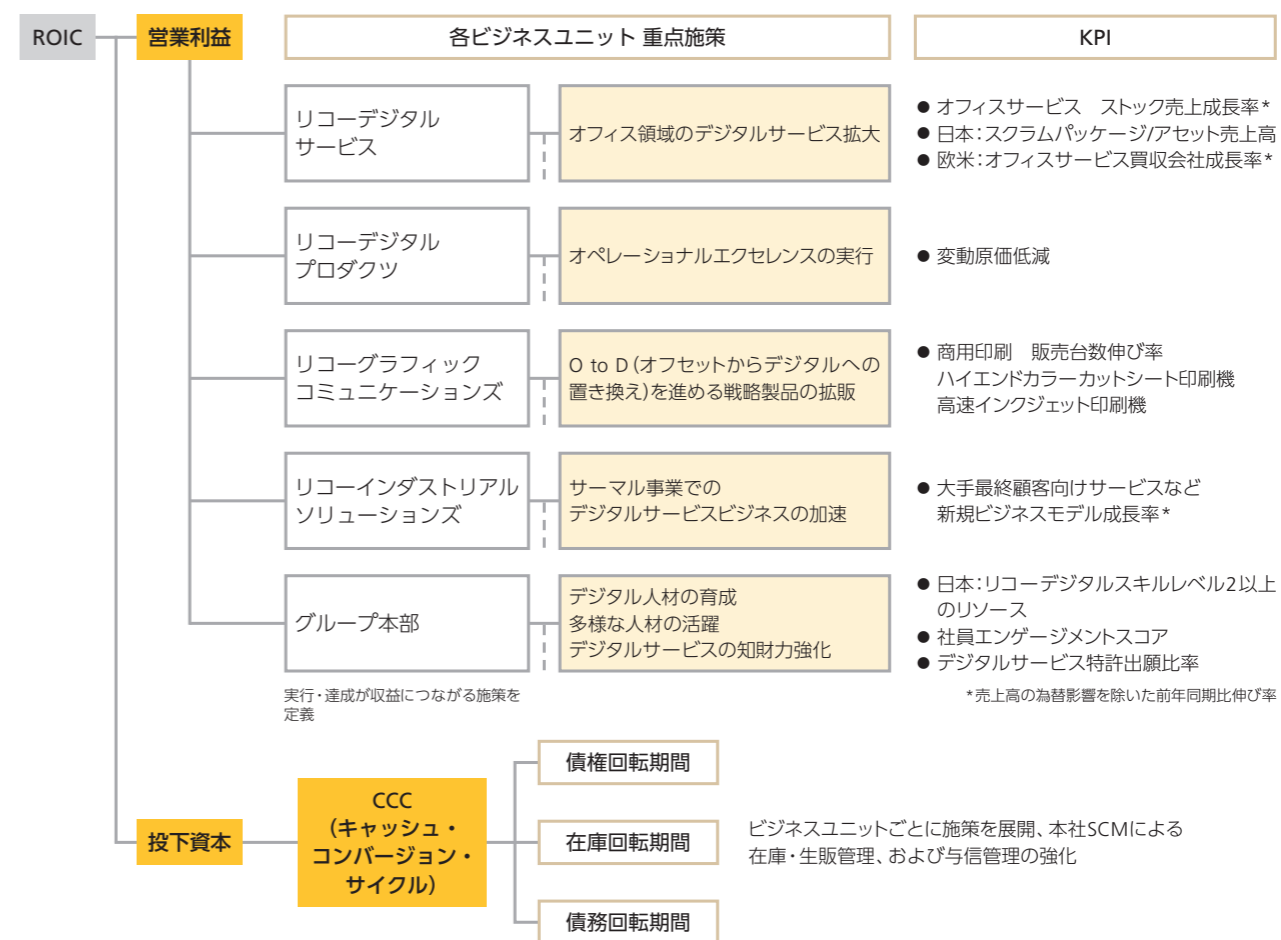 ROIC
営業利益
各ビジネスユニット 重点施策
KPI
リコーデジタル
サービス
オフィス領域のデジタルサービス拡大
● オフィスサービス　ストック売上成長率*
● 日本：スクラムパッケージ/アセット売上高
● 欧米：オフィスサービス買収会社成長率*
リコーデジタル
プロダクツ
オペレーショナルエクセレンスの実行
● 変動原価低減
リコーグラフィック
コミュニケーションズ
O to D（オフセットからデジタルへの
置き換え）を進める戦略製品の拡販
● 商用印刷　販売台数伸び率
ハイエンドカラーカットシート印刷機
高速インクジェット印刷機
リコーインダストリアル
ソリューションズ
サーマル事業での
デジタルサービスビジネスの加速
● 大手最終顧客向けサービスなど
新規ビジネスモデル成長率*
グループ本部
デジタル人材の育成
多様な人材の活躍
デジタルサービスの知財力強化
● 日本：リコーデジタルスキルレベル2以上
のリソース
● 社員エンゲージメントスコア
● デジタルサービス特許出願比率
実行・達成が収益につながる施策を
定義
*売上高の為替影響を除いた前年同期比伸び率
投下資本
CCC
（キャッシュ・
コンバージョン・
サイクル）
債権回転期間
在庫回転期間
債務回転期間
ビジネスユニットごとに施策を展開、本社SCMによる
在庫・生販管理、および与信管理の強化